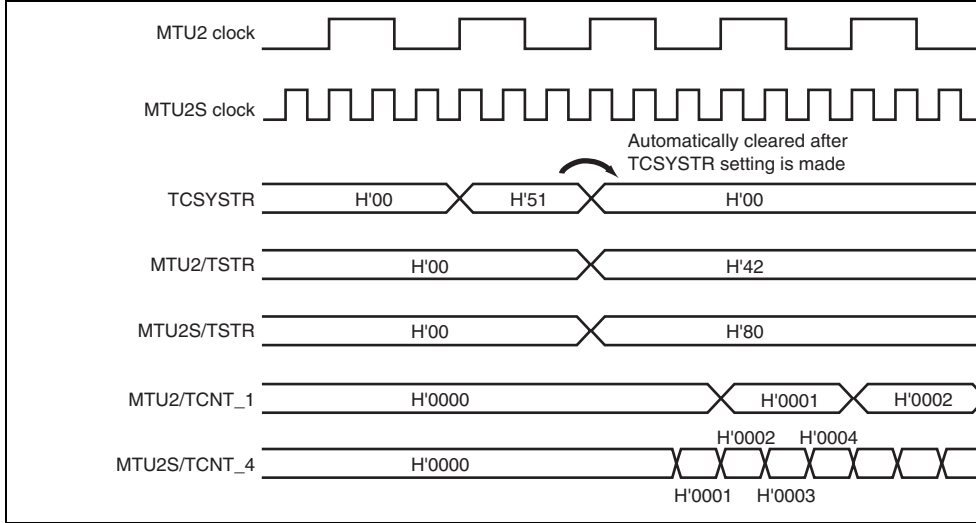 MTU2 clock
MTU2S clock
Automatically cleared after
TCSYSTR setting is made
TCSYSTR H'00 H'51 H'00
MTU2/TSTR H'00 H'42
MTU2S/TSTR H'00 H'80
MTU2/TCNT_1 H'0000 H'0001 H'0002
H'0002 H'0004
MTU2S/TCNT_4 H'0000
H'0001 H'0003